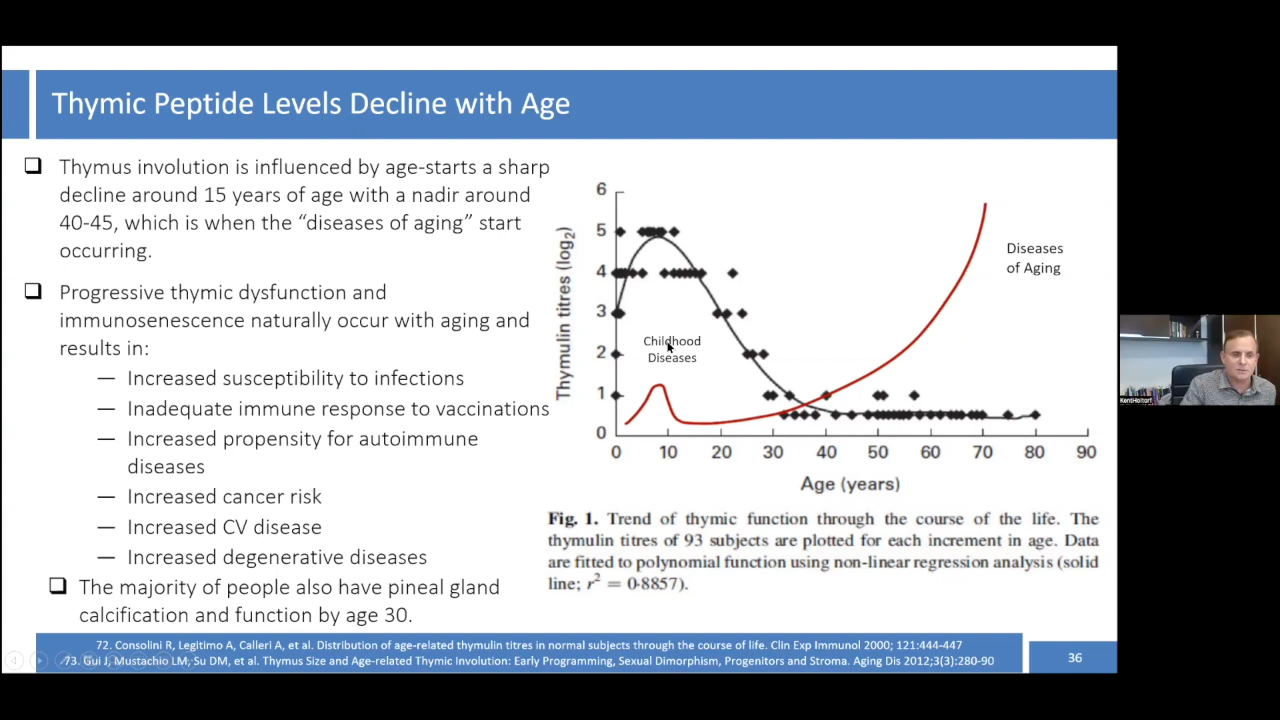 Thymic Peptide Levels Decline with Age
Thymus involution is influenced by age-starts a sharp
decline around 15 years of age with a nadir around
40-45, which is when the “diseases of aging” start
occurring.
Progressive thymic dysfunction and
immunosenescence naturally occur with aging and
results in:
— Increased susceptibility to infections
— Inadequate immune response to vaccinations
— Increased propensity for autoimmune
diseases
— Increased cancer risk
— Increased CV disease
— Increased degenerative diseases
The majority of people also have pineal gland
calcification and function by age 30.
Thymulin titres (log2)
6
5
4
3
2
1
0
Childhood
Diseases
Diseases
of Aging
0 10 20 30 40 50 60 70 80 90
Age (years)
Fig. 1. Trend of thymic function through the course of the life. The
thymulin titres of 93 subjects are plotted for each increment in age. Data
are fitted to polynomial function using non-linear regression analysis (solid
line; r2 = 0·8857).
72. Consolini R, Legitimo A, Calleri A, et al. Distribution of age-related thymulin titres in normal subjects through the course of life. Clin Exp Immunol 2000; 121:444-447
73. Gui J, Mustachio LM, Su DM, et al. Thymus Size and Age-related Thymic Involution: Early Programming, Sexual Dimorphism, Progenitors and Stroma. Aging Dis 2012;3(3):280-90
36
KentHoltorf